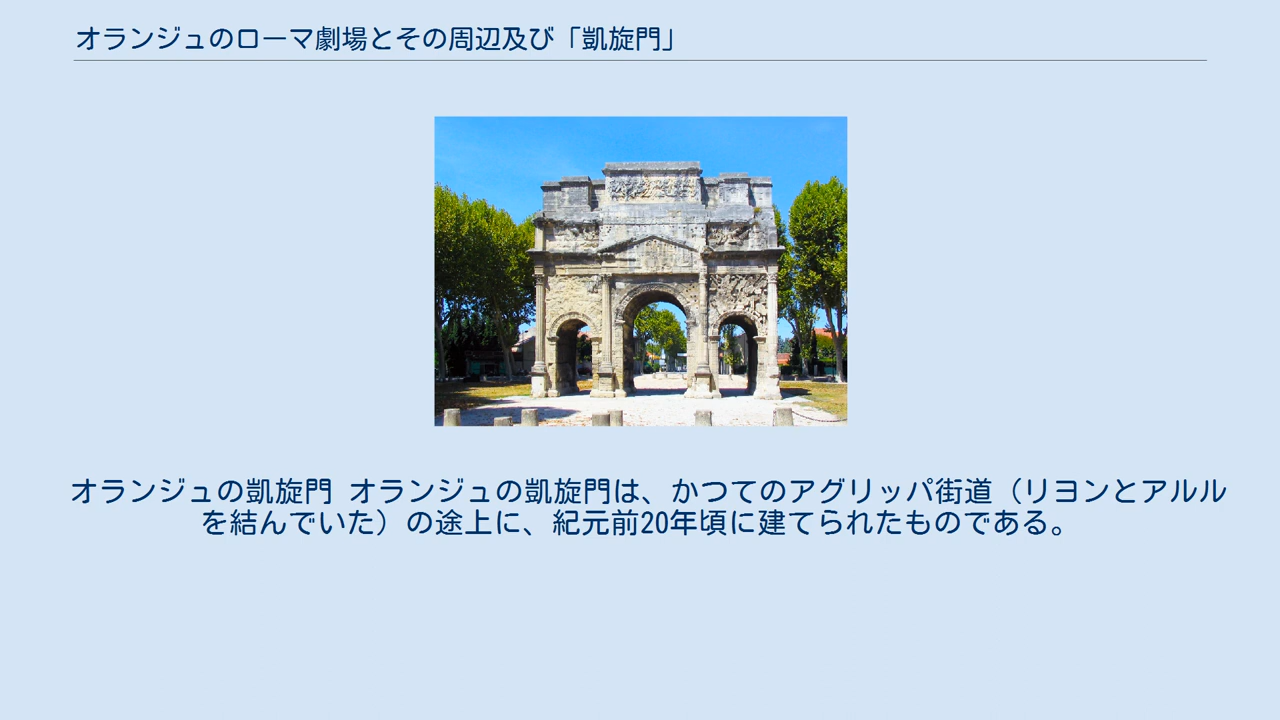 オランジュのローマ劇場とその周辺及び「凱旋門」
オランジュの凱旋門 オランジュの凱旋門は、かつてのアグリッパ街道（リヨンとアルル
を結んでいた）の途上に、紀元前20年頃に建てられたものである。